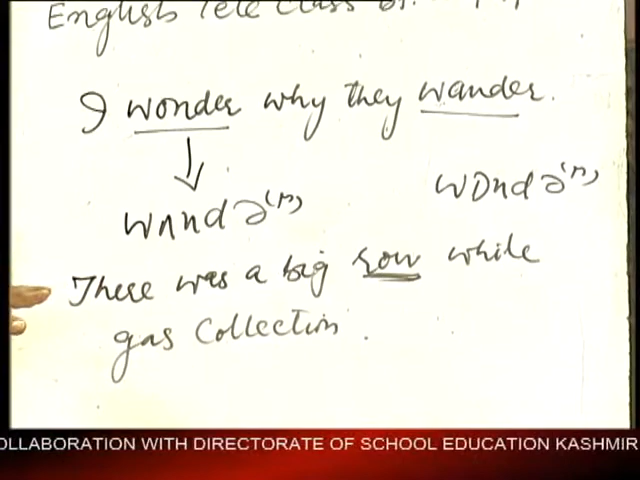 English Tele Class
I wonder why they wander.
wʌndə(r)
wɒndə(r)
There was a big row while
gas Collection.
OLLABORATION WITH DIRECTORATE OF SCHOOL EDUCATION KASHMIR